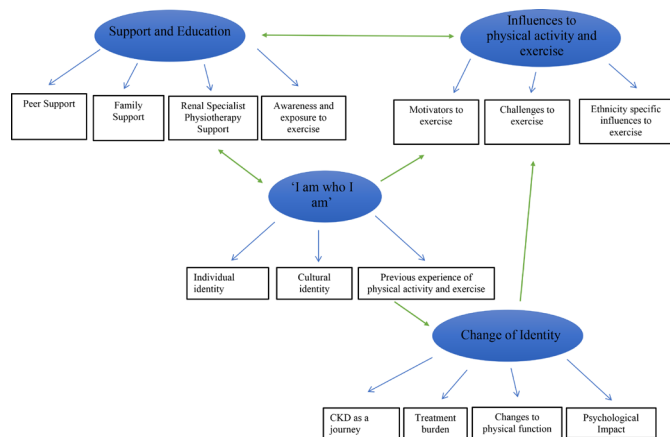 Support and Education
Influences to
physical activity and
exercise
Peer Support
Family
Support
Renal Specialist
Physiotherapy
Support
Awareness and
exposure to
exercise
Motivators to
exercise
Challenges to
exercise
Ethnicity specific
influences to
exercise
‘I am who I
am’
Individual
identity
Cultural
identity
Previous experience of
physical activity and exercise
Change of Identity
CKD as a
journey
Treatment
burden
Changes to
physical function
Psychological
Impact